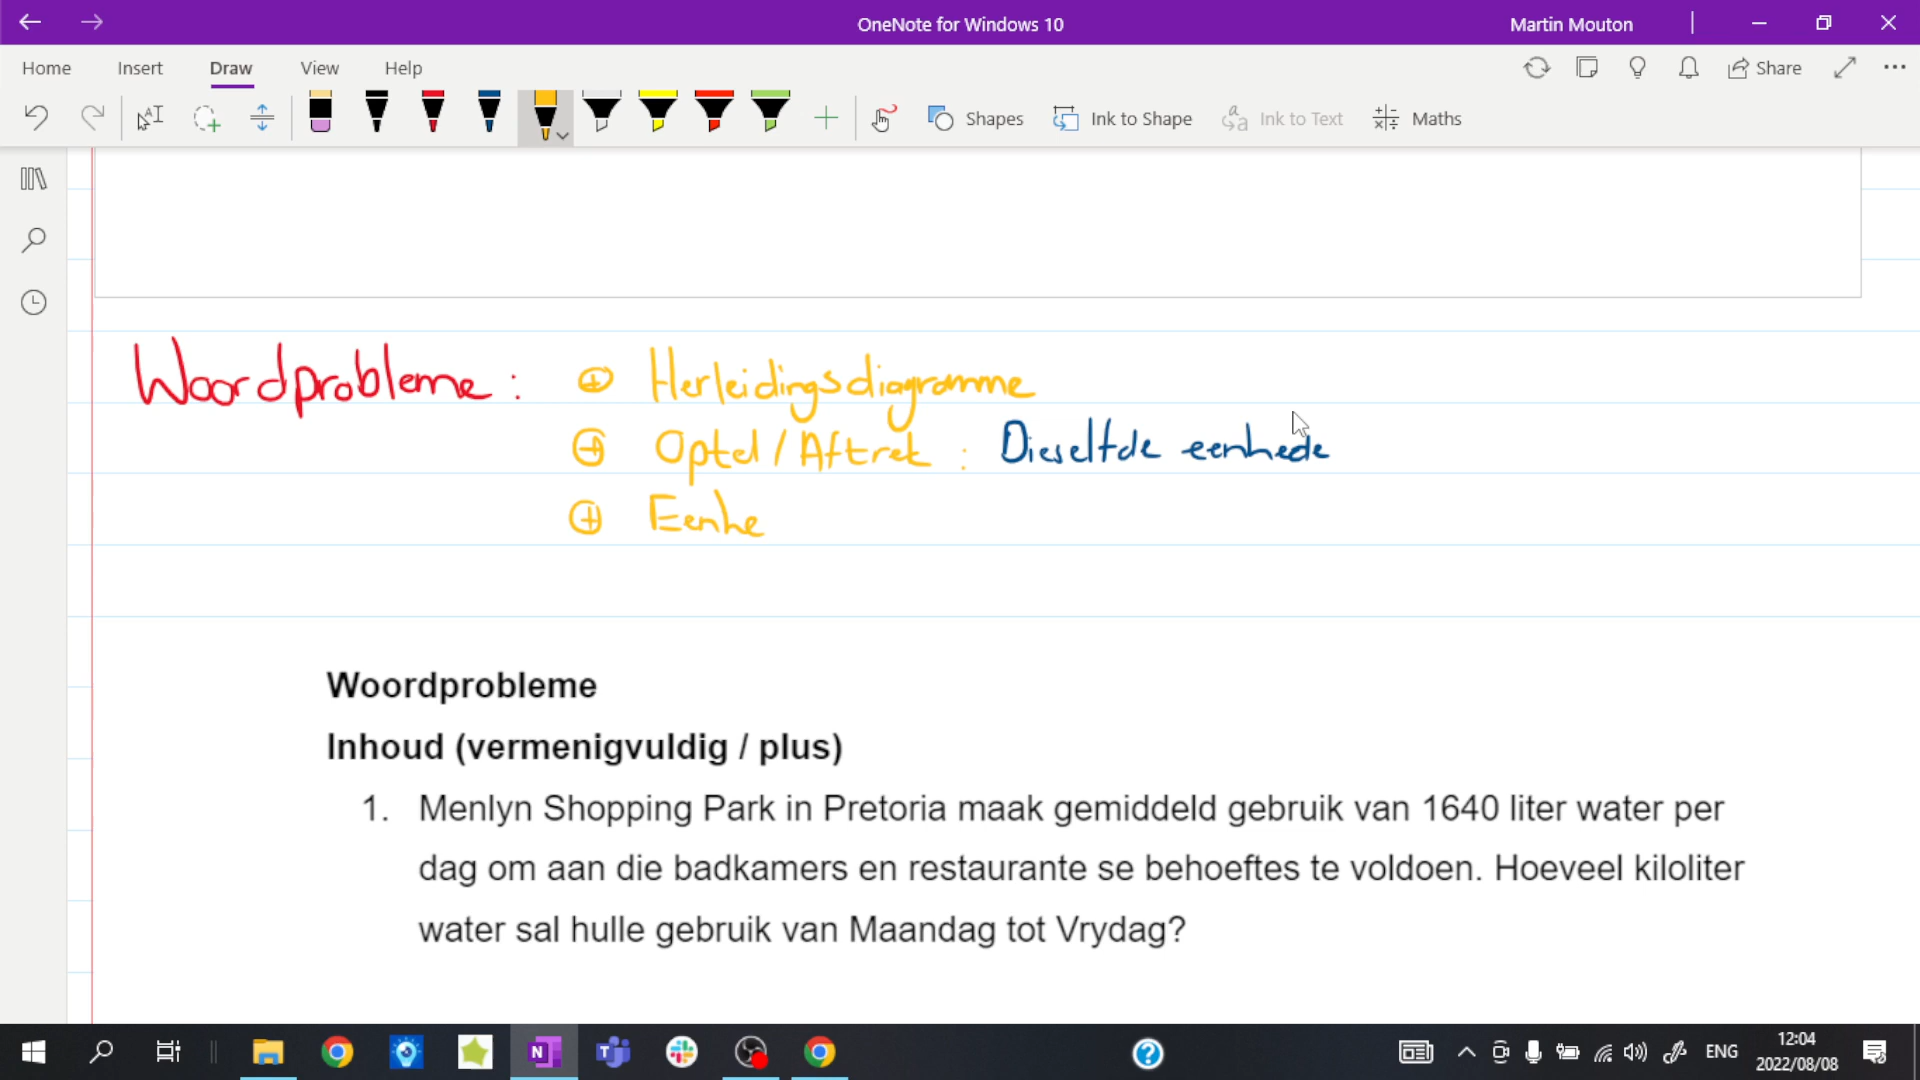 OneNote for Windows 10
Martin Mouton
Home Insert Draw View Help
Share
Shapes Ink to Shape Ink to Text Maths
Woordprobleme : + Herleidingsdiagramme
+ Optel / Aftrek : Dieselfde eenhede
+ Eenhe
Woordprobleme
Inhoud (vermenigvuldig / plus)
1. Menlyn Shopping Park in Pretoria maak gemiddeld gebruik van 1640 liter water per
dag om aan die badkamers en restaurante se behoeftes te voldoen. Hoeveel kiloliter
water sal hulle gebruik van Maandag tot Vrydag?
ENG
12:04
2022/08/08